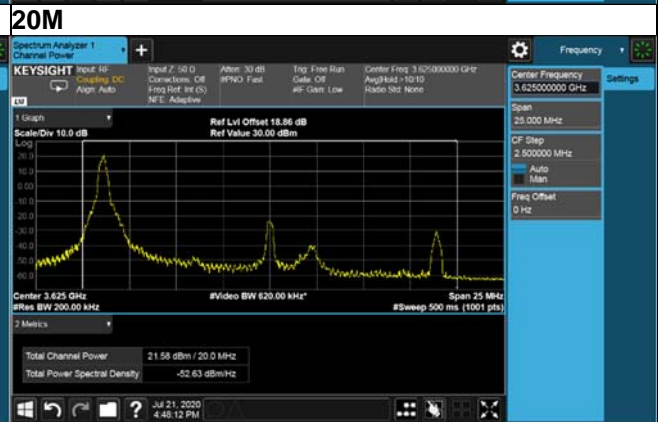 20M
Spectrum Analyzer 1
Channel Power
+
Frequency
KEYSIGHT
Input: RF
Coupling: DC
Align: Auto
Input Z: 50 Ω
Corrections: Off
Freq Ref: Int (S)
NFE: Adaptive
Atten: 30 dB
#PNO: Fast
Trig: Free Run
Gate: Off
#IF Gain: Low
Center Freq: 3.625000000 GHz
Avg|Hold:>10/10
Radio Std: None
LXI
Center Frequency
3.625000000 GHz
Settings
Span
25.000 MHz
CF Step
2.500000 MHz
Auto
Man
Freq Offset
0 Hz
1 Graph
Scale/Div 10.0 dB
Ref Lvl Offset 18.86 dB
Ref Value 30.00 dBm
Log
20.0
10.0
0.00
-10.0
-20.0
-30.0
-40.0
-50.0
-60.0
Center 3.625 GHz
#Video BW 620.00 kHz*
Span 25 MHz
#Res BW 200.00 kHz
#Sweep 500 ms (1001 pts)
2 Metrics
Total Channel Power 21.58 dBm / 20.0 MHz
Total Power Spectral Density -52.63 dBm/Hz
?
Jul 21, 2020
4:48:12 PM